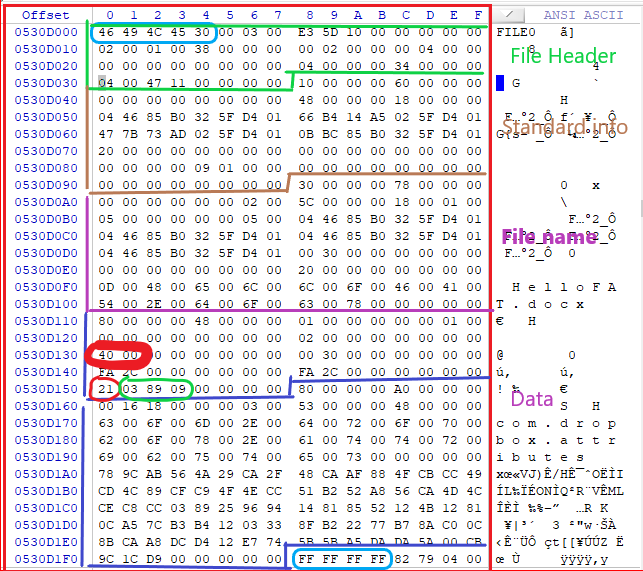 Offset 0 1 2 3 4 5 6 7 8 9 A B C D E F ANSI ASCII
0530D000 46 49 4C 45 30 00 03 00 E3 5D 10 00 00 00 00 00 FILE0 ã]
0530D010 02 00 01 00 38 00 00 00 00 02 00 00 00 04 00 00 8
File Header
0530D020 00 00 00 00 00 00 00 00 04 00 00 00 34 00 00 00 4
0530D030 04 00 47 11 00 00 00 00 10 00 00 00 60 00 00 00 G `
0530D040 00 00 00 00 00 00 00 00 48 00 00 00 18 00 00 00 H
0530D050 04 46 85 B0 32 5F D4 01 66 B4 14 A5 02 5F D4 01 F…°2_Ô f´ ¥ _Ô
Standard info
0530D060 47 7B 73 AD 02 5F D4 01 0B BC 85 B0 32 5F D4 01
0530D070 20 00 00 00 00 00 00 00 00 00 00 00 00 00 00 00
0530D080 00 00 00 00 09 01 00 00 00 00 00 00 00 00 00 00
0530D090 00 00 00 00 00 00 00 00 30 00 00 00 78 00 00 00 0 x
0530D0A0 00 00 00 00 00 00 02 00 5C 00 00 00 18 00 01 00 \
0530D0B0 05 00 00 00 00 00 05 00 04 46 85 B0 32 5F D4 01 F…°2_Ô
0530D0C0 04 46 85 B0 32 5F D4 01 04 46 85 B0 32 5F D4 01 F…°2_Ô F…°2_Ô
File name
0530D0D0 04 46 85 B0 32 5F D4 01 00 30 00 00 00 00 00 00 F…°2_Ô 0
0530D0E0 00 00 00 00 00 00 00 00 20 00 00 00 00 00 00 00
0530D0F0 0D 00 48 00 65 00 6C 00 6C 00 6F 00 46 00 41 00 H e l l o F A
0530D100 54 00 2E 00 64 00 6F 00 63 00 78 00 00 00 00 00 T . d o c x
0530D110 80 00 00 00 48 00 00 00 01 00 00 00 00 00 01 00 € H
0530D120 00 00 00 00 00 00 00 00 02 00 00 00 00 00 00 00
0530D130 40 00 00 00 00 00 00 00 30 00 00 00 00 00 00 @ 0
0530D140 FA 2C 00 00 00 00 00 00 FA 2C 00 00 00 00 00 00 ú, ú,
0530D150 21 03 89 09 00 00 00 00 80 00 00 00 A0 00 00 00 ! ‰ €
Data
0530D160 00 16 18 00 00 00 03 00 53 00 00 00 48 00 00 00 S H
0530D170 63 00 6F 00 6D 00 2E 00 64 00 72 00 6F 00 70 00 c o m . d r o p
0530D180 62 00 6F 00 78 00 2E 00 61 00 74 00 74 00 72 00 b o x . a t t r
0530D190 69 00 62 00 75 00 74 00 65 00 73 00 00 00 00 00 i b u t e s
0530D1A0 78 9C AB 56 4A 29 CA 2F 48 CA AF 88 4F CB CC 49 xœ«VJ)Ê/HÊ¯ˆOËÌI
0530D1B0 CD 4C 89 CF C9 4F 4E CC 51 B2 52 A8 56 CA 4D 4C ÍL‰ÏÉONÌQ²R¨VÊML
0530D1C0 CE C8 CC 03 89 25 96 94 14 81 85 52 12 4B 12 81 ÎÈÌ ‰%–” …R K
0530D1D0 0C A5 7C B3 B4 12 03 33 8F B2 22 77 B7 8A C0 0C ¥|³´ 3 ²"w·ŠÀ
0530D1E0 8B CA A8 DC D4 12 E7 74 5B 5B A5 DA DA 5A 00 CB ‹Ê¨ÜÔ çt[[¥ÚÚZ Ë
0530D1F0 9C 1C D9 00 00 00 00 00 FF FF FF FF 82 79 04 00 œ Ù ÿÿÿÿ‚y